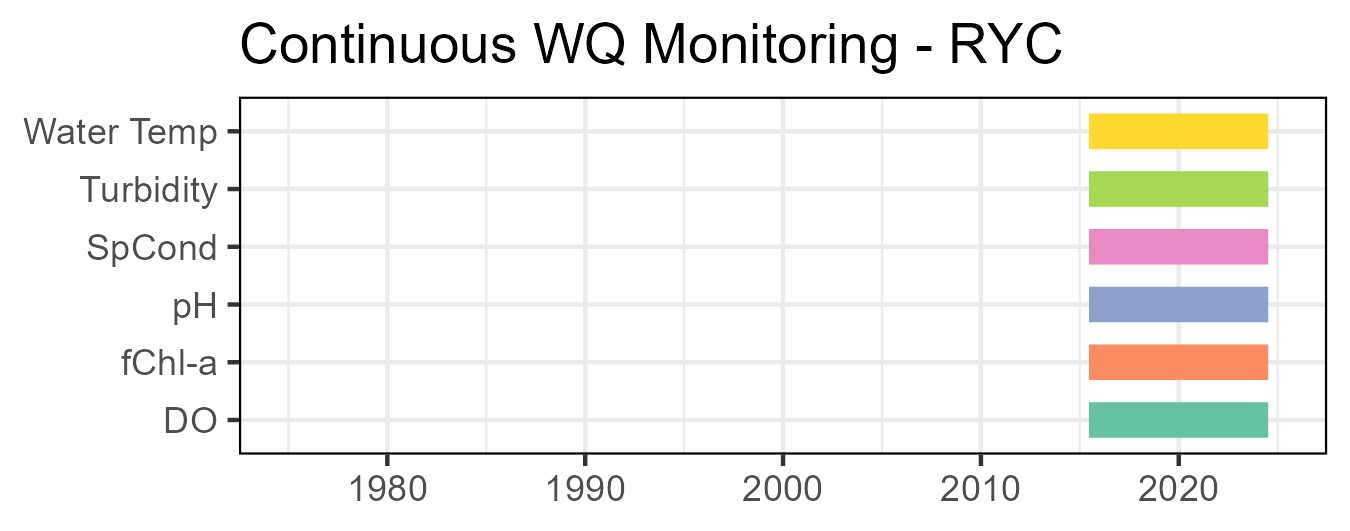 Continuous WQ Monitoring - RYC
Water Temp
Turbidity
SpCond
pH
fChl-a
DO
1980 1990 2000 2010 2020